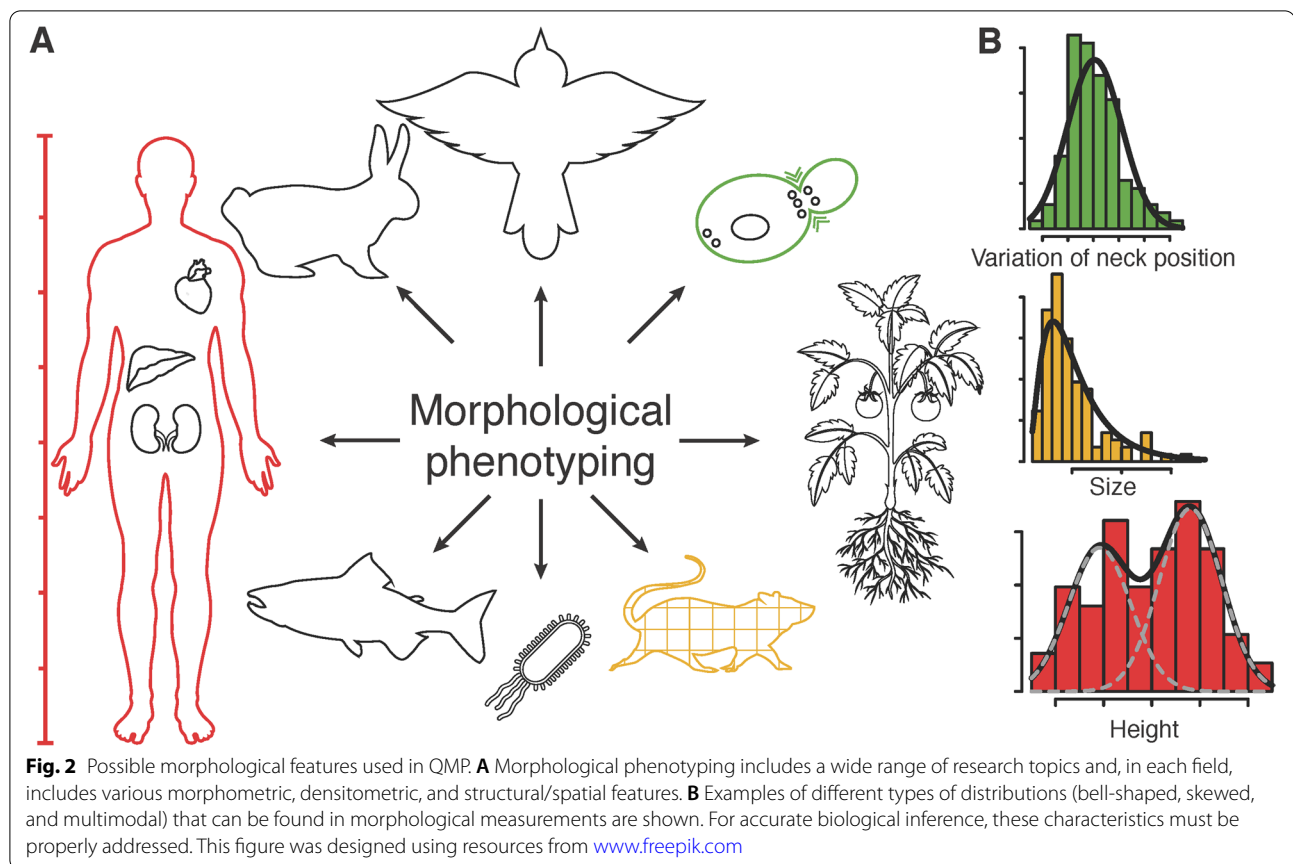 A
B
Morphological
phenotyping
Variation of neck position
Size
Height
Fig. 2 Possible morphological features used in QMP. A Morphological phenotyping includes a wide range of research topics and, in each field,
includes various morphometric, densitometric, and structural/spatial features. B Examples of different types of distributions (bell-shaped, skewed,
and multimodal) that can be found in morphological measurements are shown. For accurate biological inference, these characteristics must be
properly addressed. This figure was designed using resources from www.freepik.com